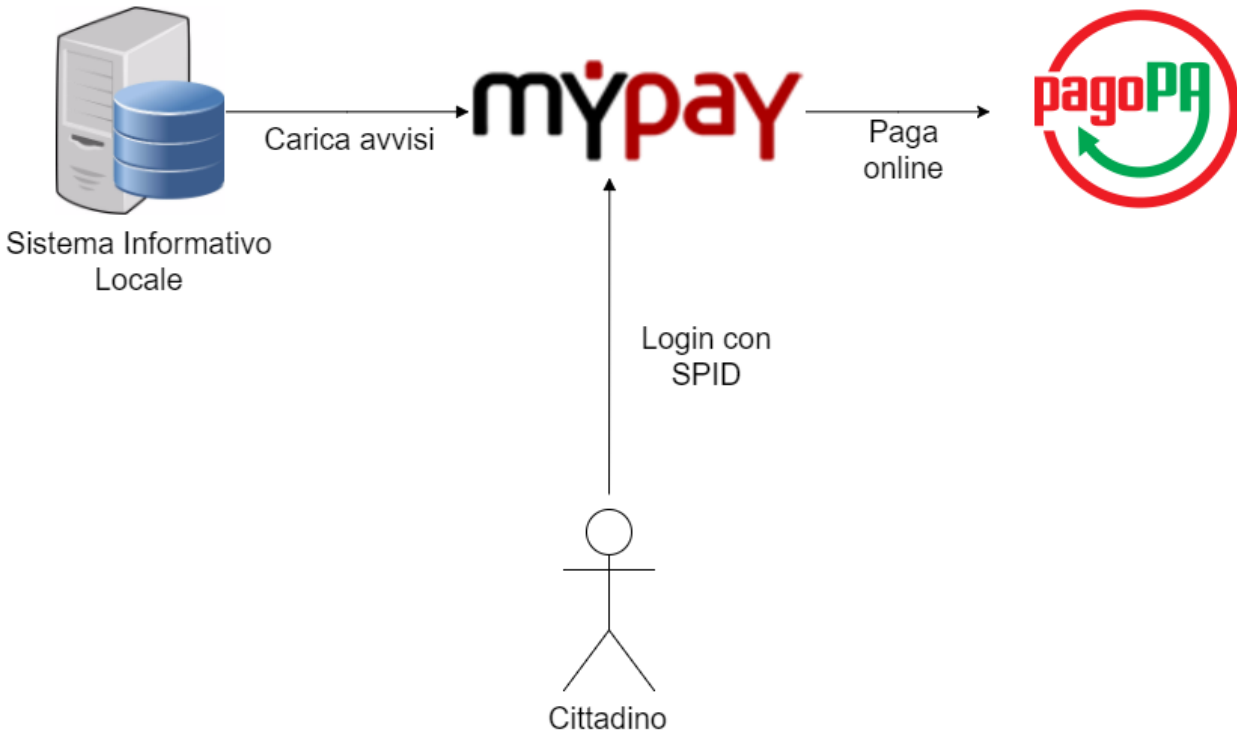 mypay
pagoPA
Carica avvisi
Paga
online
Sistema Informativo
Locale
Login con
SPID
Cittadino